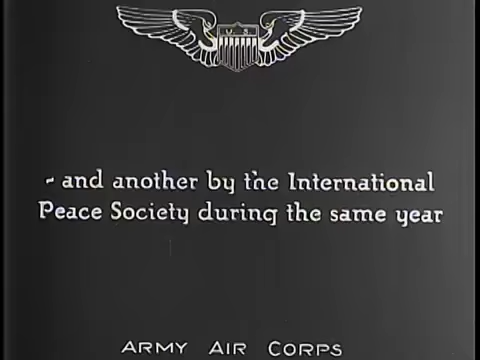 U.S.
- and another by the International
Peace Society during the same year
ARMY AIR CORPS